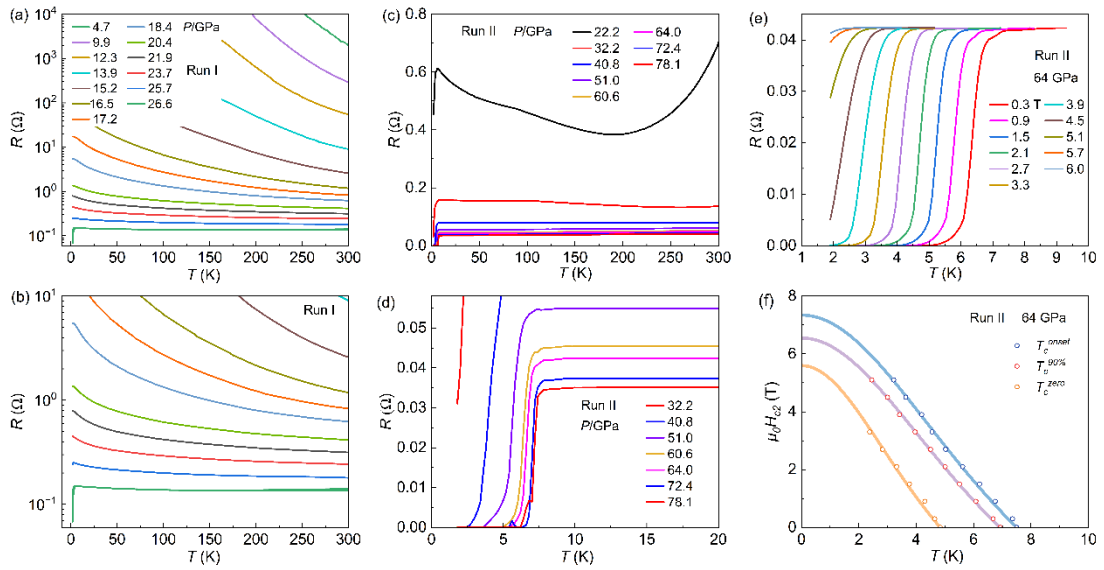 (a)
P/GPa
4.7 18.4
9.9 20.4
12.3 21.9
13.9 23.7
15.2 25.7
16.5 26.6
17.2
Run I
R (Ω)
10⁴
10³
10²
10¹
10⁰
10⁻¹
0 50 100 150 200 250 300
T (K)
(b)
Run I
R (Ω)
10¹
10⁰
10⁻¹
0 50 100 150 200 250 300
T (K)
(c)
Run II P/GPa
22.2 64.0
32.2 72.4
40.8 78.1
51.0
60.6
R (Ω)
0.8
0.6
0.4
0.2
0.0
0 50 100 150 200 250 300
T (K)
(d)
Run II
P/GPa
32.2
40.8
51.0
60.6
64.0
72.4
78.1
R (Ω)
0.05
0.04
0.03
0.02
0.01
0.00
0 5 10 15 20
T (K)
(e)
Run II
64 GPa
0.3 T 3.9
0.9 4.5
1.5 5.1
2.1 5.7
2.7 6.0
3.3
R (Ω)
0.04
0.03
0.02
0.01
0.00
1 2 3 4 5 6 7 8 9 10
T (K)
(f)
Run II 64 GPa
T_c^onset
T_c^90%
T_c^zero
μ₀H_c2 (T)
8
6
4
2
0
0 2 4 6 8 10
T (K)